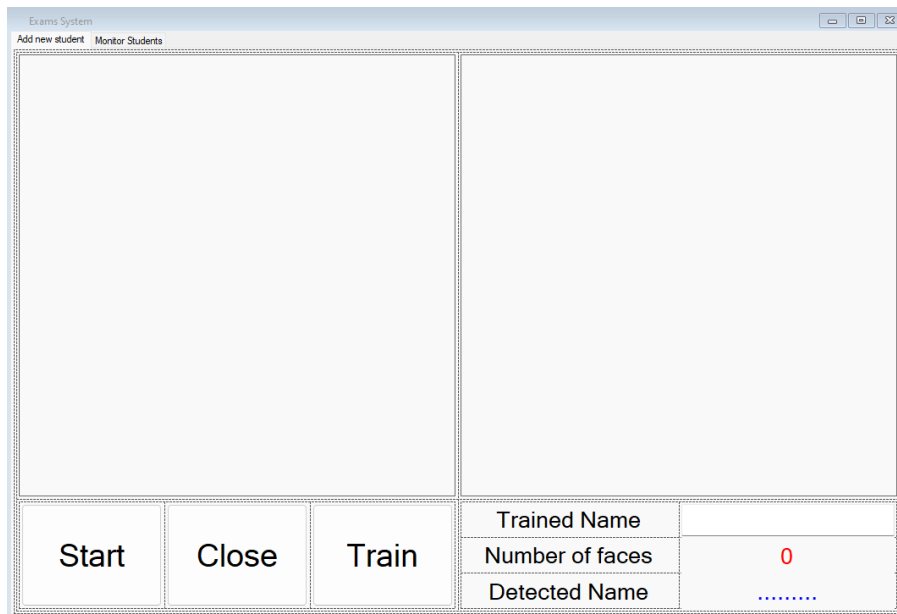 Exams System
Add new student Monitor Students
Start Close Train
Trained Name
Number of faces 0
Detected Name .........